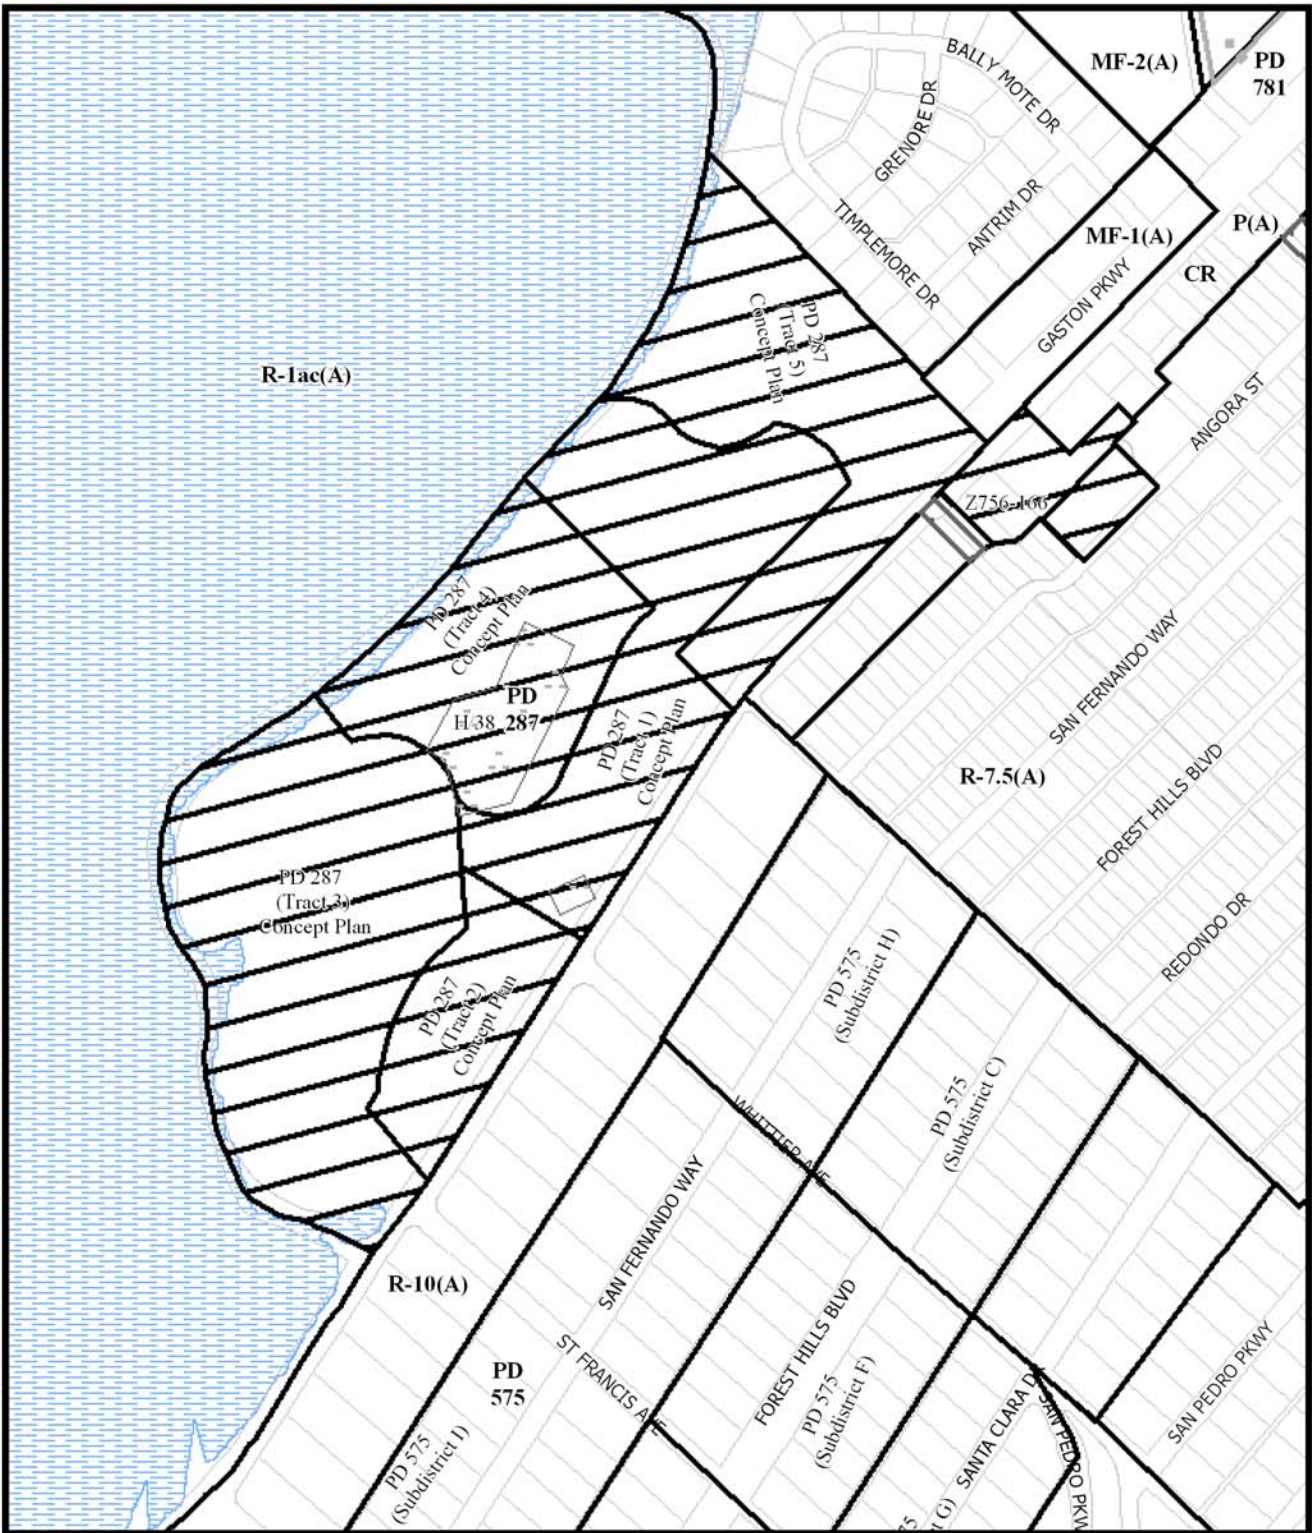 BALLY MOTE DR
MF-2(A)
PD
781
GRENORE DR
ANTRIM DR
TIMPLEMORE DR
MF-1(A)
P(A)
CR
GASTON PKWY
PD 287
(Tract 5)
Concept Plan
R-1ac(A)
ANGORA ST
Z756-166
PD 287
(Tract 4)
Concept Plan
PD
H/38 287
PD 287
(Tract 1)
Concept Plan
SAN FERNANDO WAY
R-7.5(A)
FOREST HILLS BLVD
REDONDO DR
PD 287
(Tract 3)
Concept Plan
PD 287
(Tract 2)
Concept Plan
PD 575
(Subdistrict H)
PD 575
(Subdistrict C)
WHITTIER AVE
SAN FERNANDO WAY
R-10(A)
FOREST HILLS BLVD
ST FRANCIS AVE
PD
575
PD 575
(Subdistrict F)
PD 575
(Subdistrict I)
SANTA CLARA DR
SAN PEDRO PKW
SAN PEDRO PKWY
75
t G)